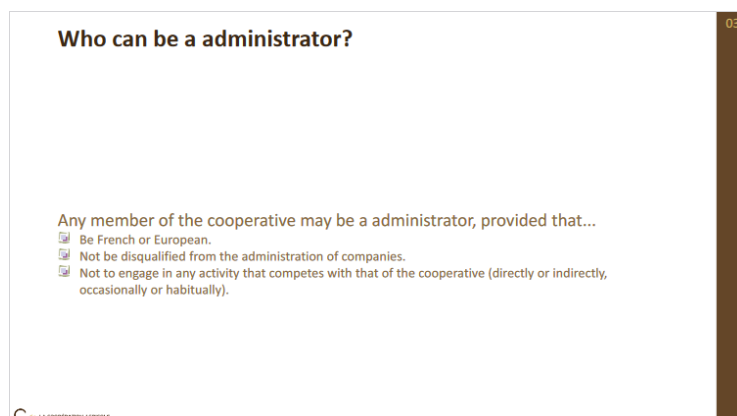 Who can be a administrator?
03
Any member of the cooperative may be a administrator, provided that...
Be French or European.
Not be disqualified from the administration of companies.
Not to engage in any activity that competes with that of the cooperative (directly or indirectly,
occasionally or habitually).